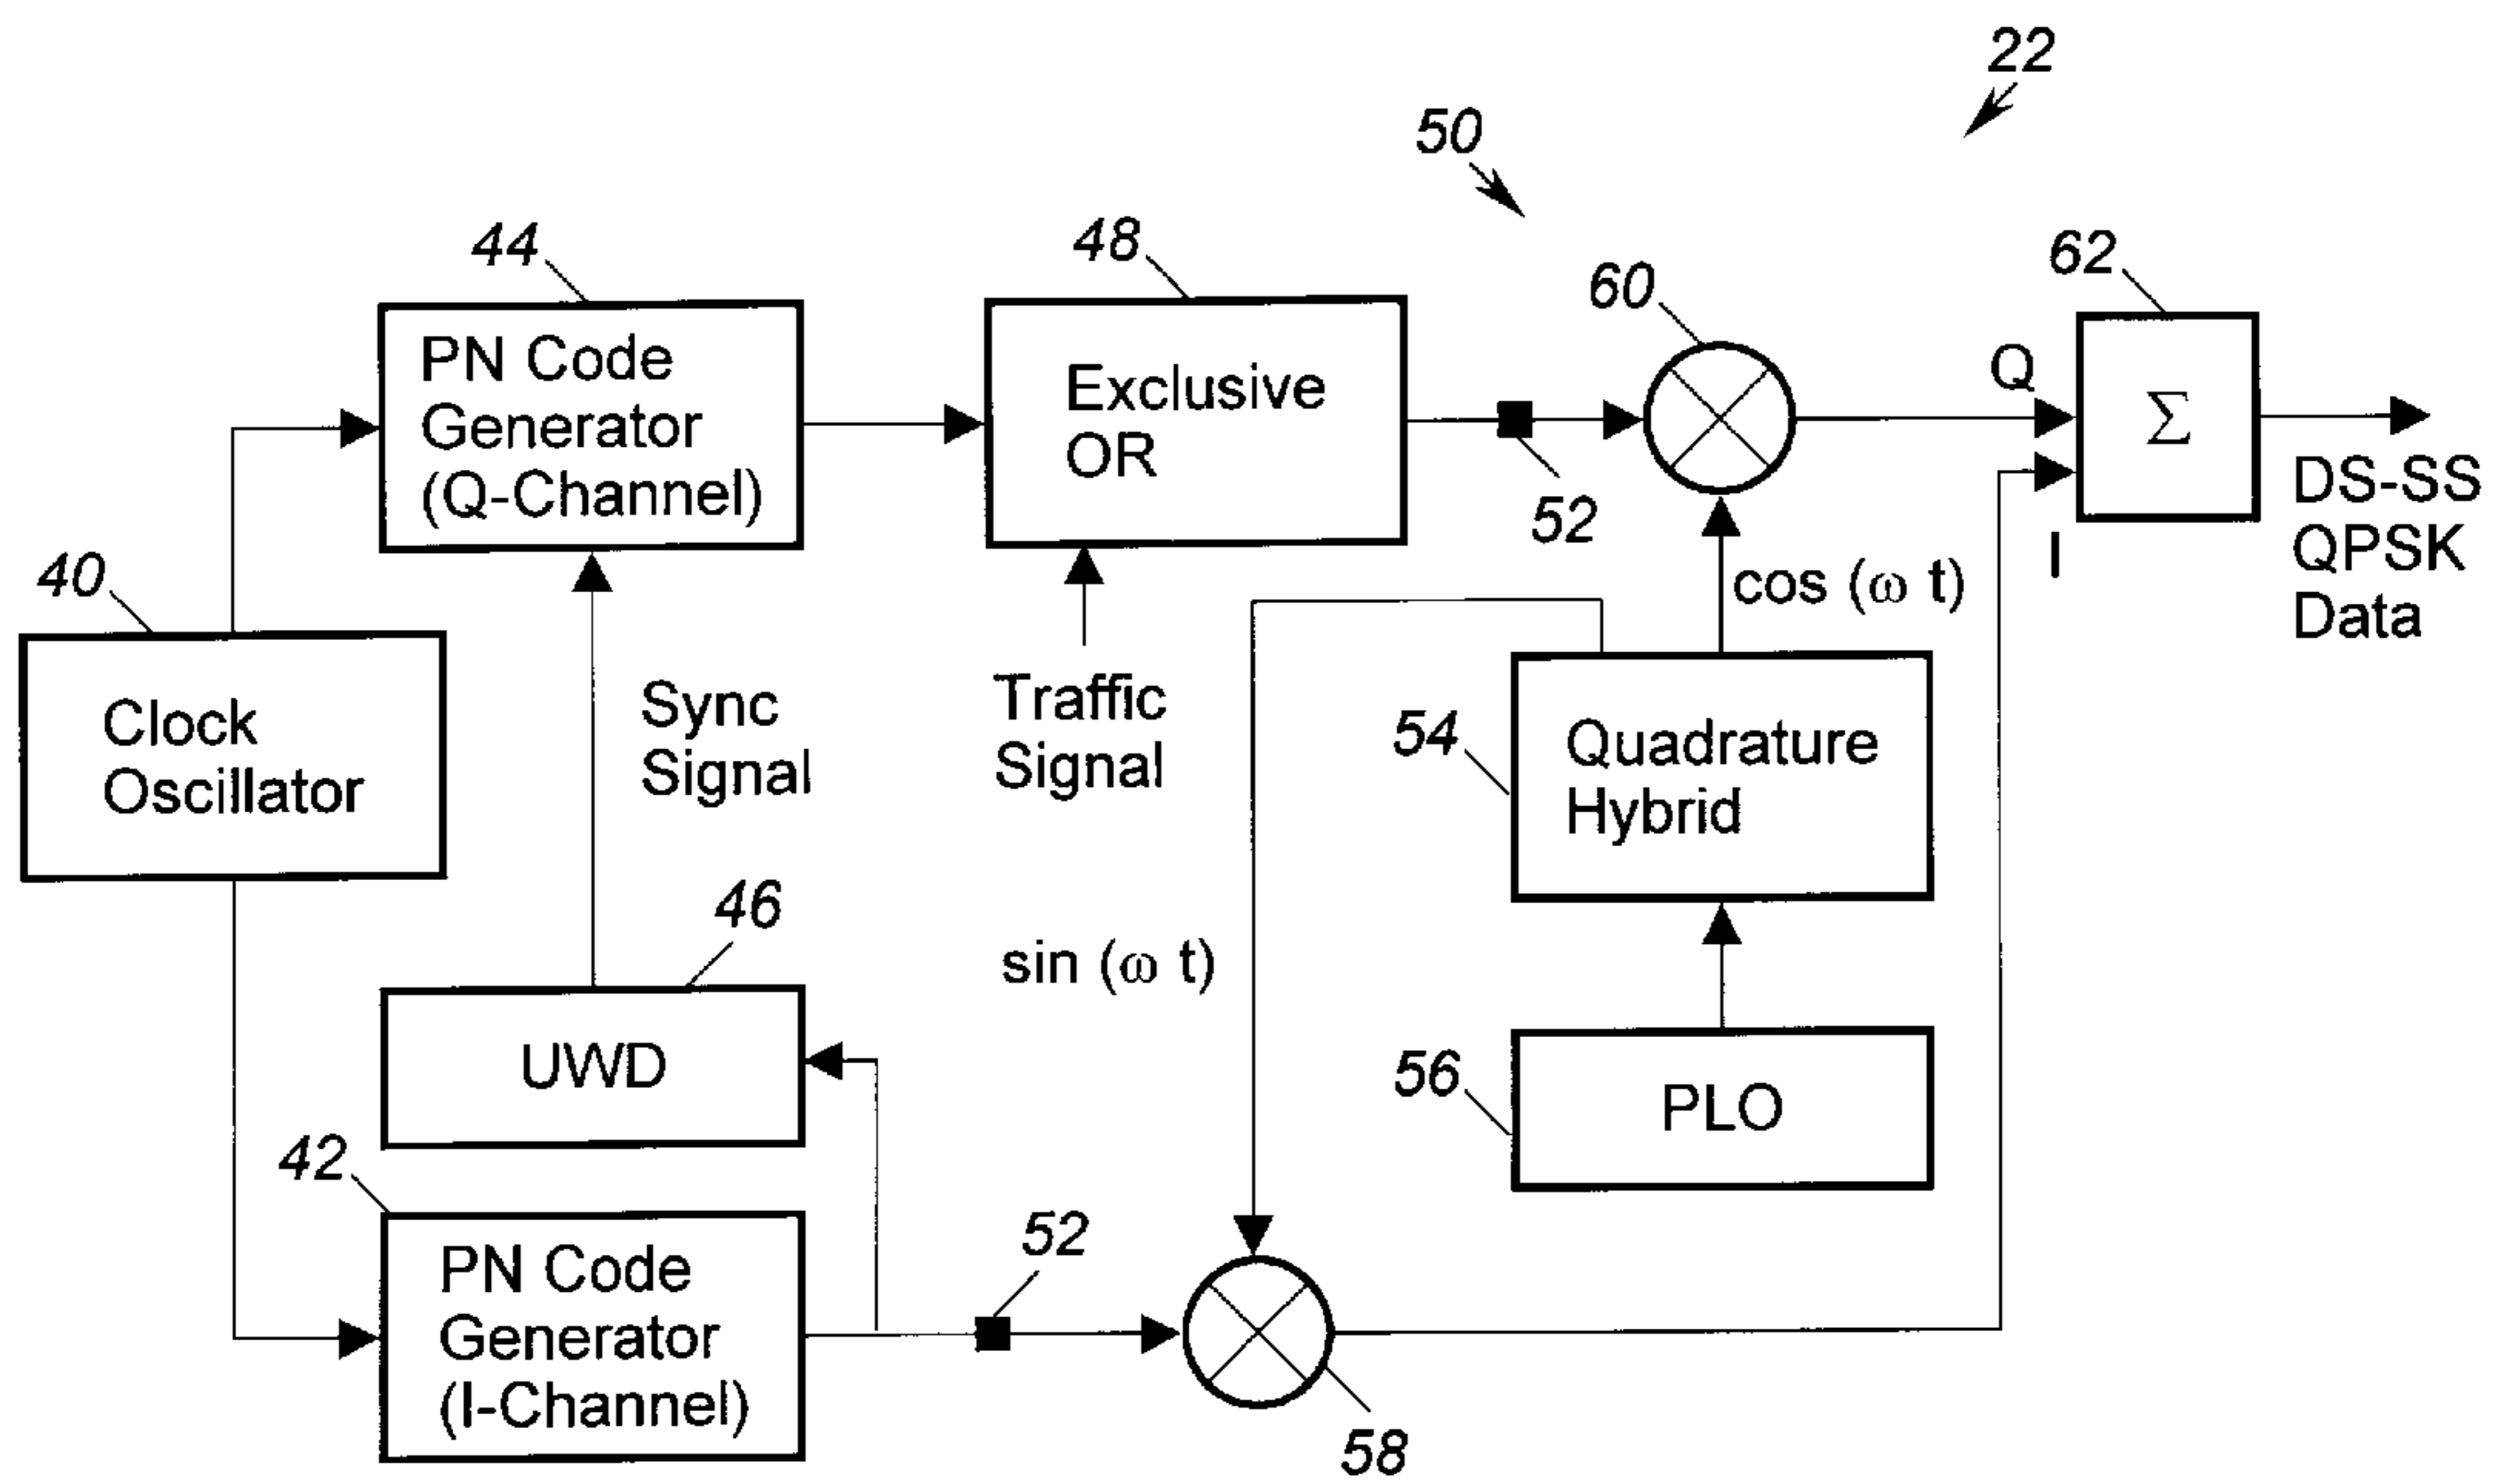 22
50
44
48
60
62
PN Code
Generator
(Q-Channel)
Exclusive
OR
52
Q
I
Σ
DS-SS
QPSK
Data
40
Clock
Oscillator
Sync
Signal
Traffic
Signal
cos (ω t)
54
Quadrature
Hybrid
46
UWD
sin (ω t)
56
PLO
42
PN Code
Generator
(I-Channel)
52
58